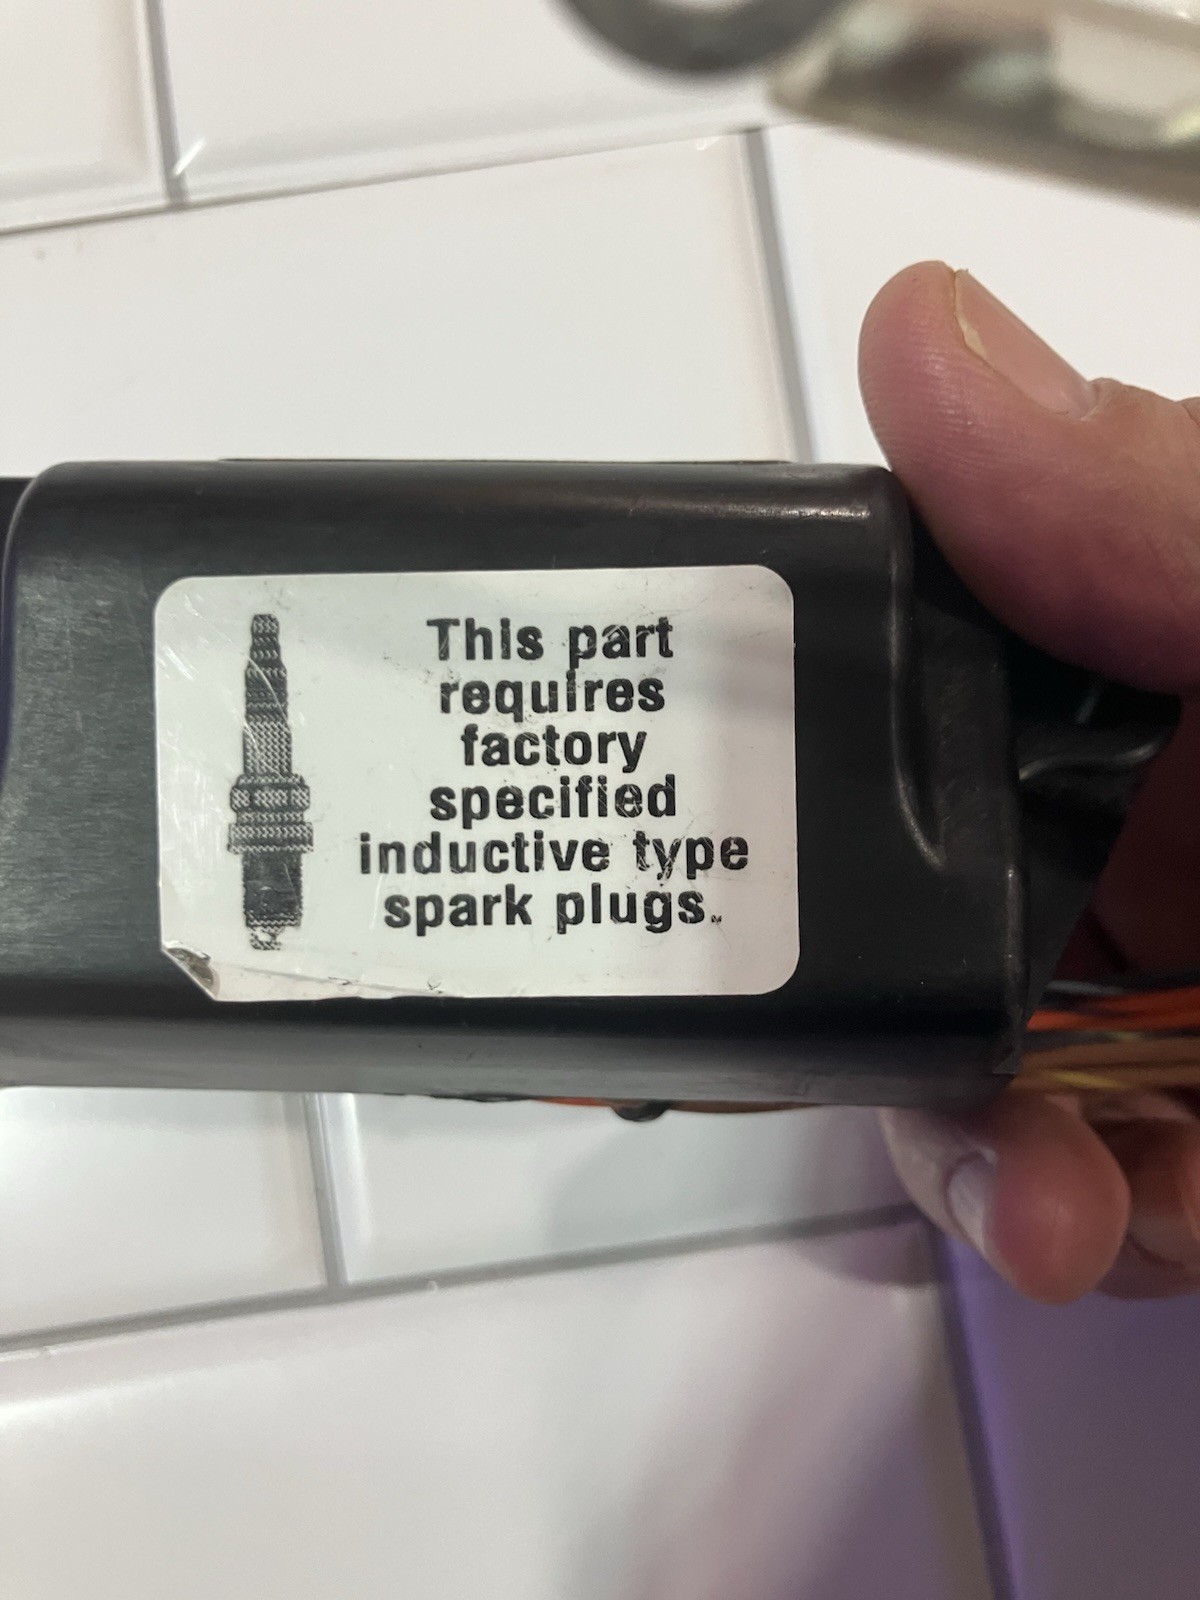 This part
requires
factory
specified
inductive type
spark plugs.